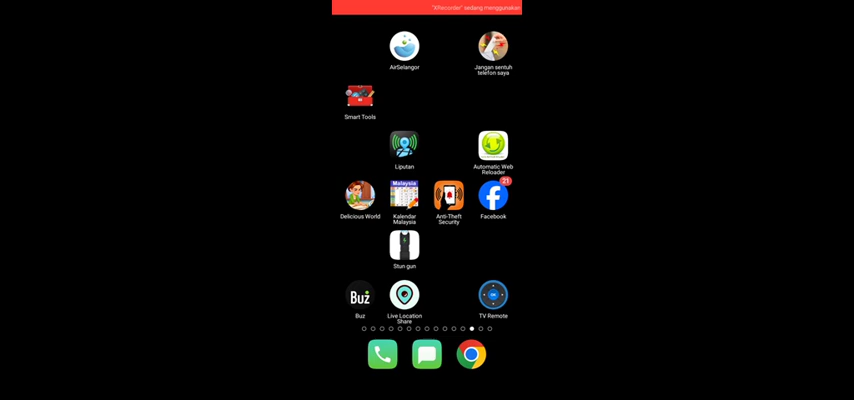 "XRecorder" sedang menggunakan
AirSelangor
Jangan sentuh
telefon saya
Smart Tools
Liputan
Automatic Web
Reloader
Malaysia
21
Delicious World
Kalendar
Malaysia
Anti-Theft
Security
Facebook
Stun gun
Buz
OK
Buz
Live Location
Share
TV Remote